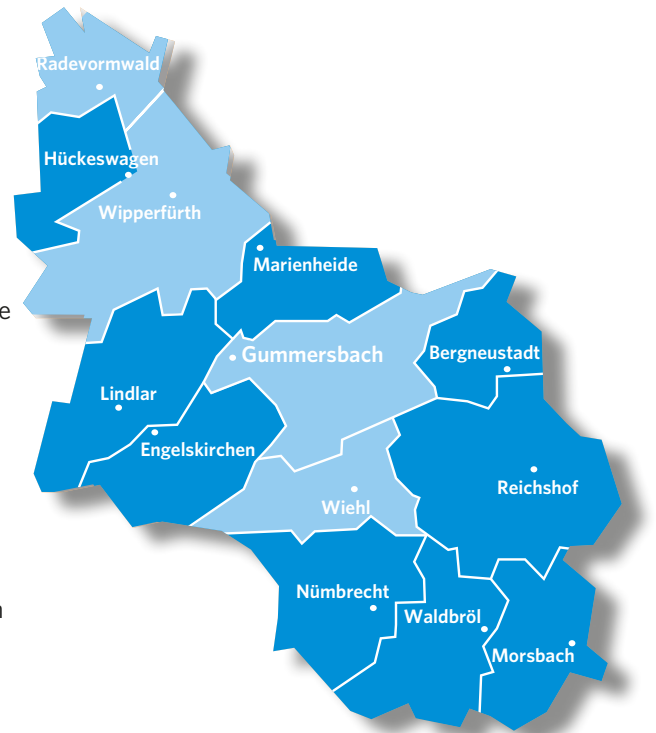 Radevormwald
Hückeswagen
Wipperfürth
Marienheide
e
Gummersbach
Bergneustadt
Lindlar
Engelskirchen
Reichshof
Wiehl
Nümbrecht
Waldbröl
Morsbach